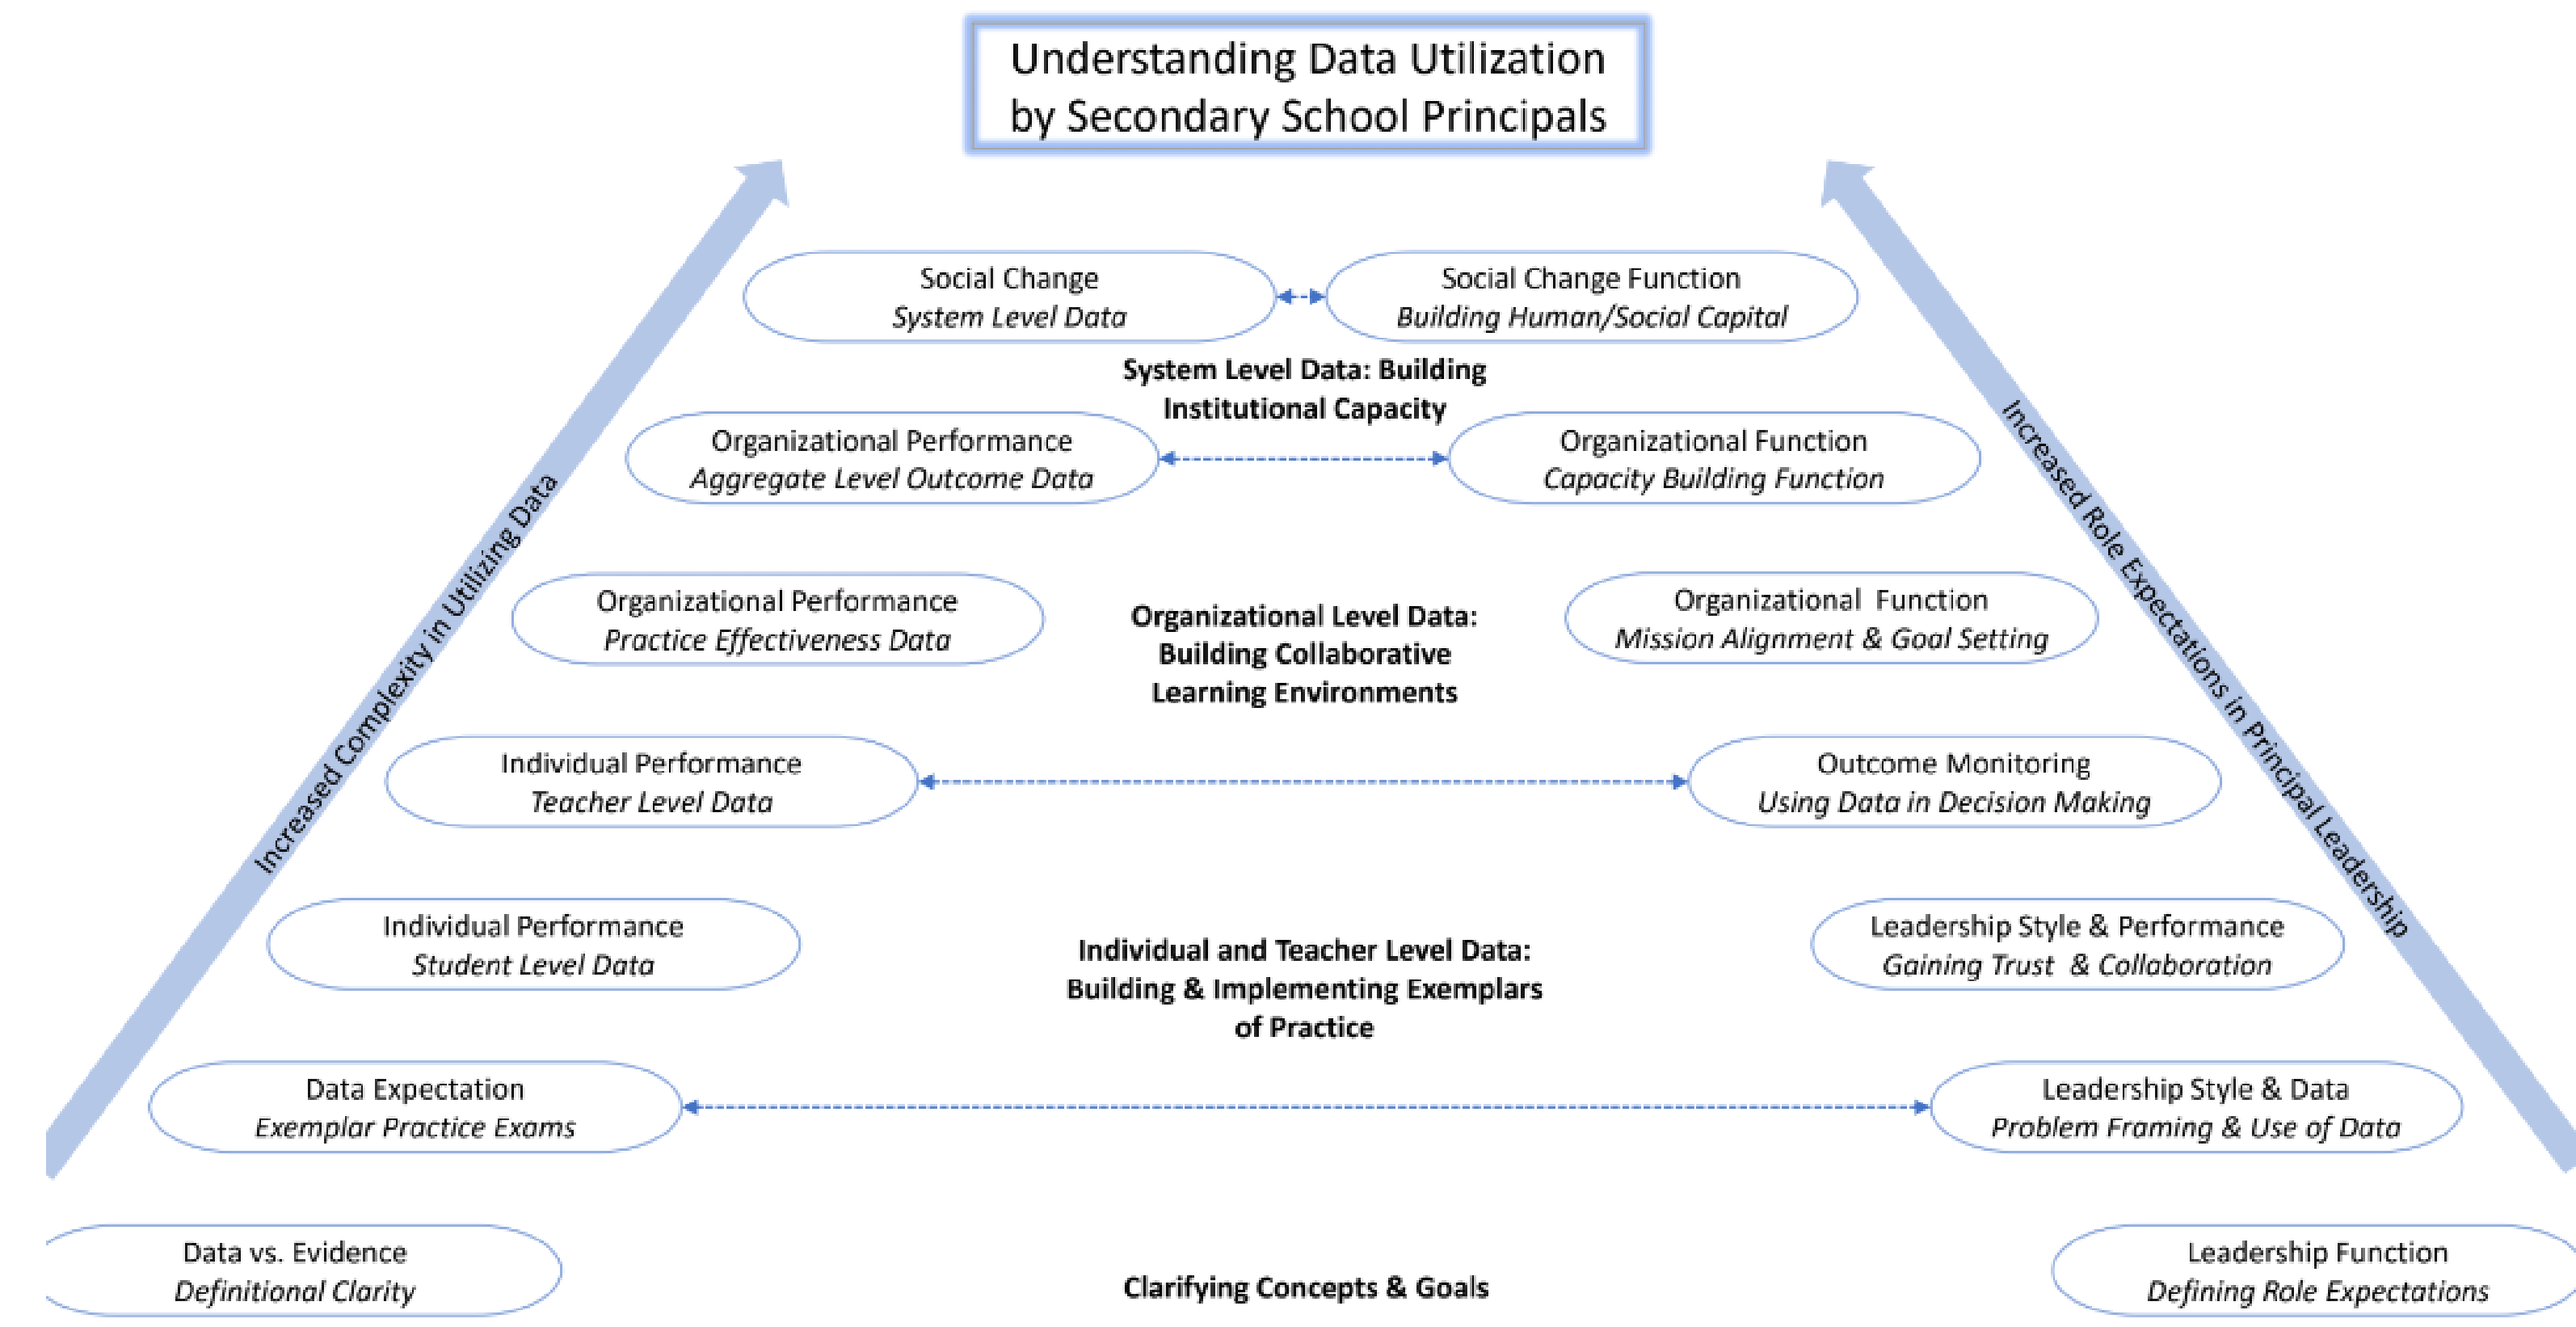 Understanding Data Utilization
by Secondary School Principals
Increased Complexity in Utilizing Data
Increased Role Expectations in Principal Leadership
Social Change
System Level Data
Social Change Function
Building Human/Social Capital
System Level Data: Building
Institutional Capacity
Organizational Performance
Aggregate Level Outcome Data
Organizational Function
Capacity Building Function
Organizational Performance
Practice Effectiveness Data
Organizational Level Data:
Building Collaborative
Learning Environments
Organizational Function
Mission Alignment & Goal Setting
Individual Performance
Teacher Level Data
Outcome Monitoring
Using Data in Decision Making
Individual Performance
Student Level Data
Individual and Teacher Level Data:
Building & Implementing Exemplars
of Practice
Leadership Style & Performance
Gaining Trust & Collaboration
Data Expectation
Exemplar Practice Exams
Leadership Style & Data
Problem Framing & Use of Data
Data vs. Evidence
Definitional Clarity
Clarifying Concepts & Goals
Leadership Function
Defining Role Expectations